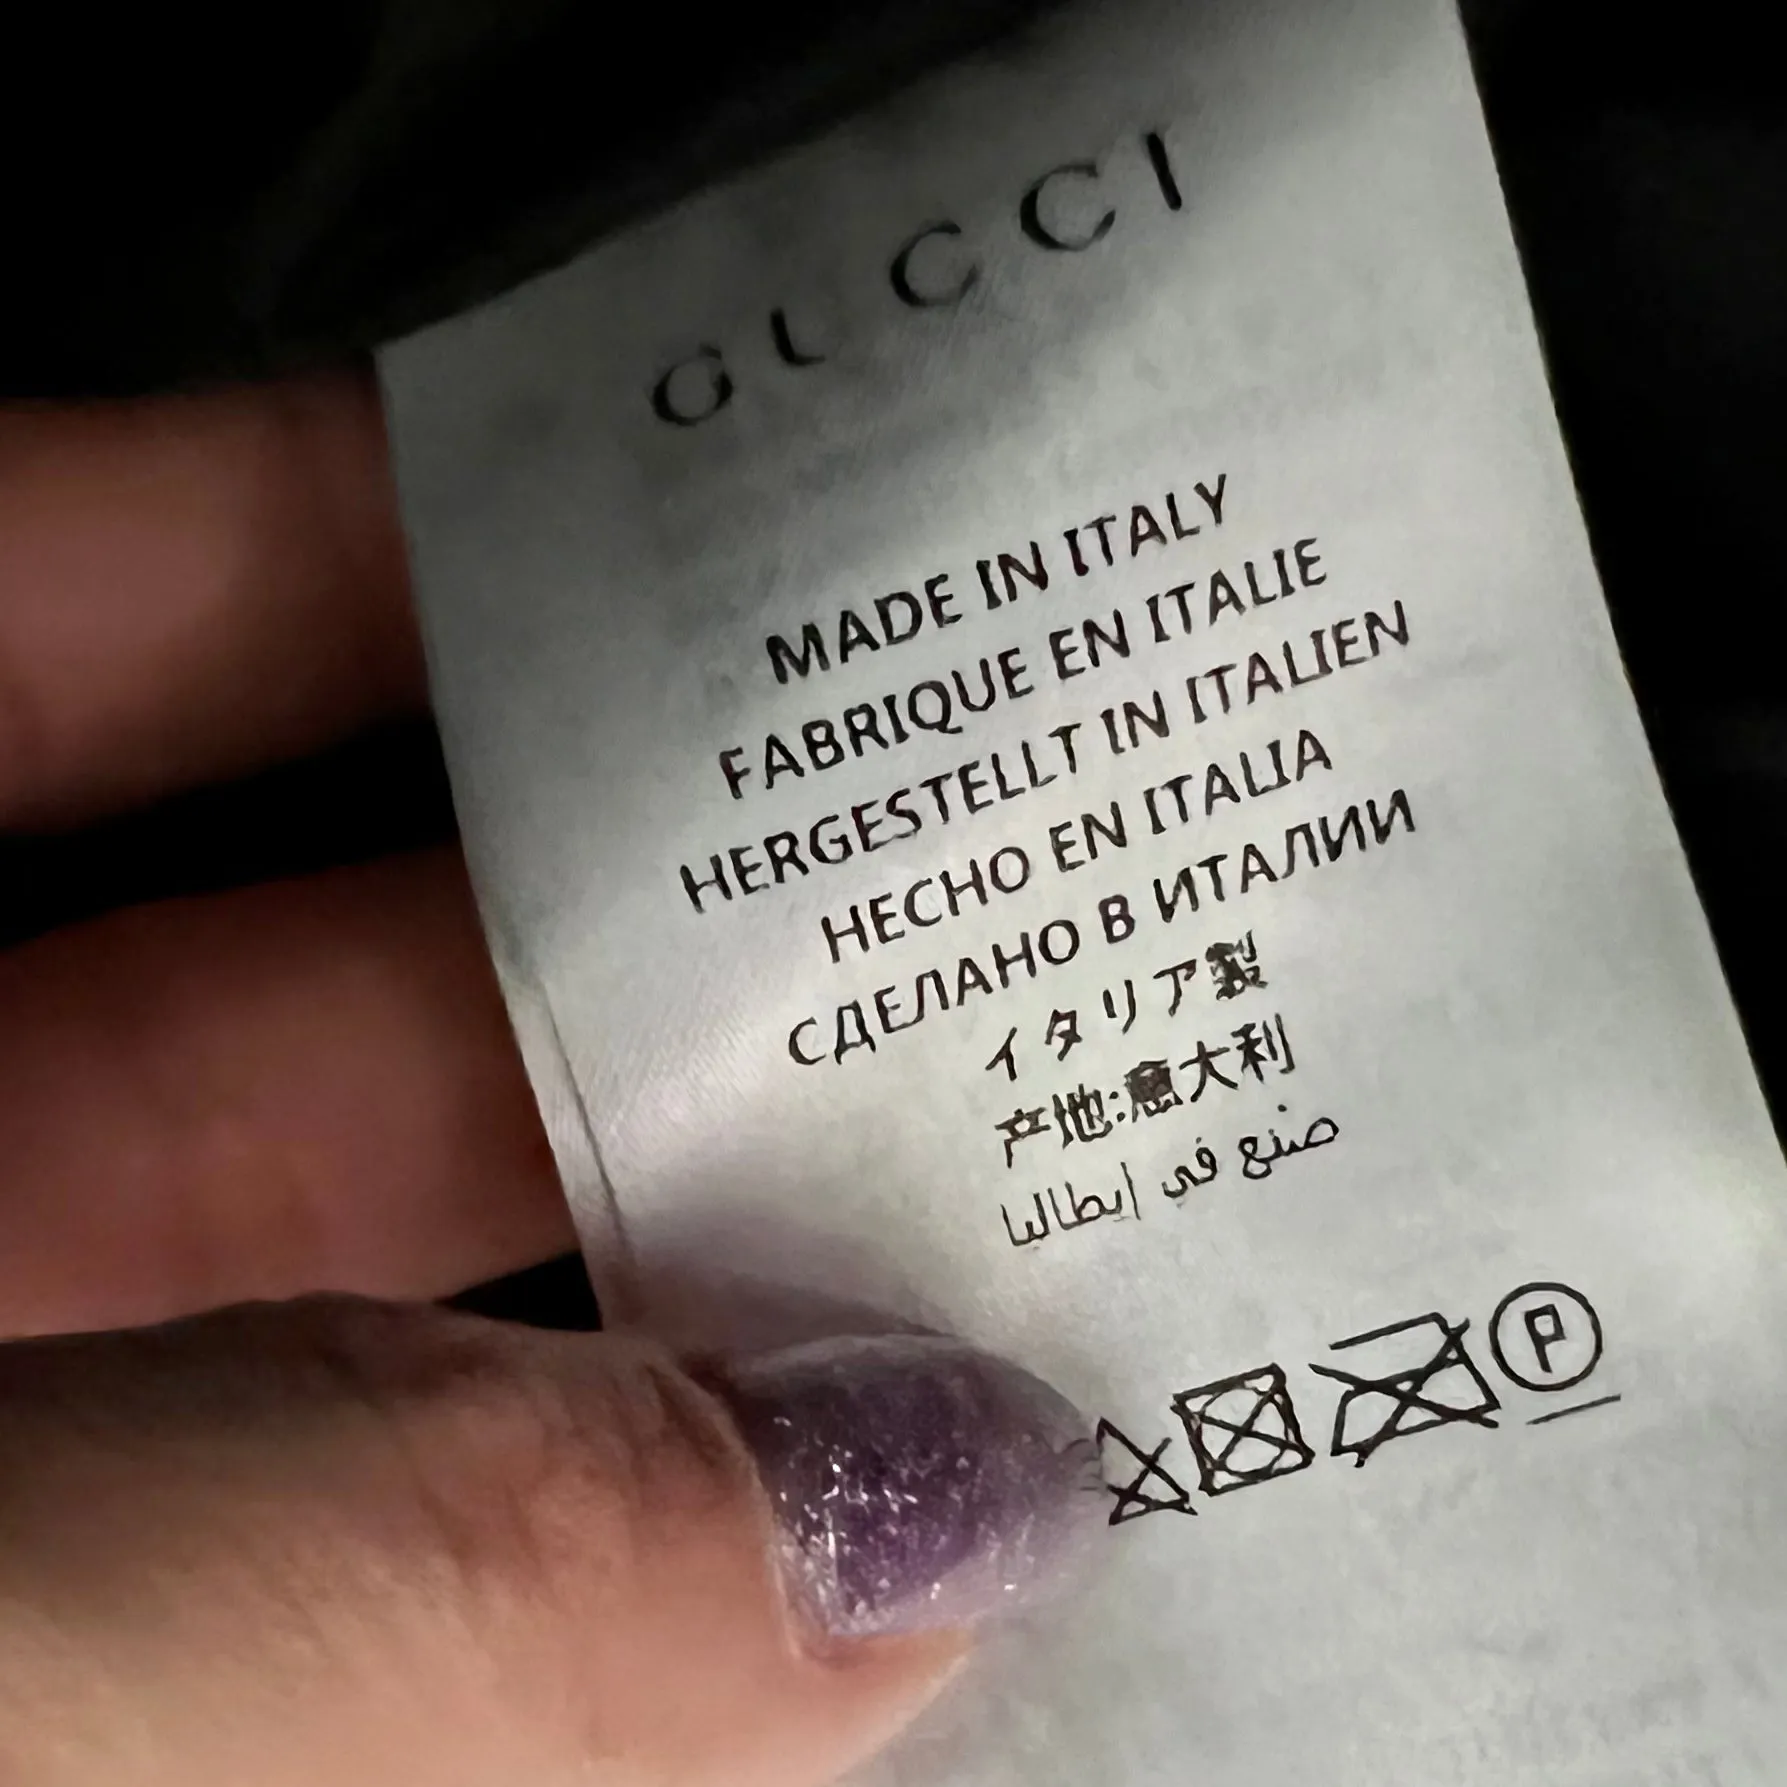 GUCCI
MADE IN ITALY
FABRIQUE EN ITALIE
HERGESTELLT IN ITALIEN
HECHO EN ITALIA
СДЕЛАНО В ИТАЛИИ
イタリア製
产地:意大利
صنع في إيطاليا
P